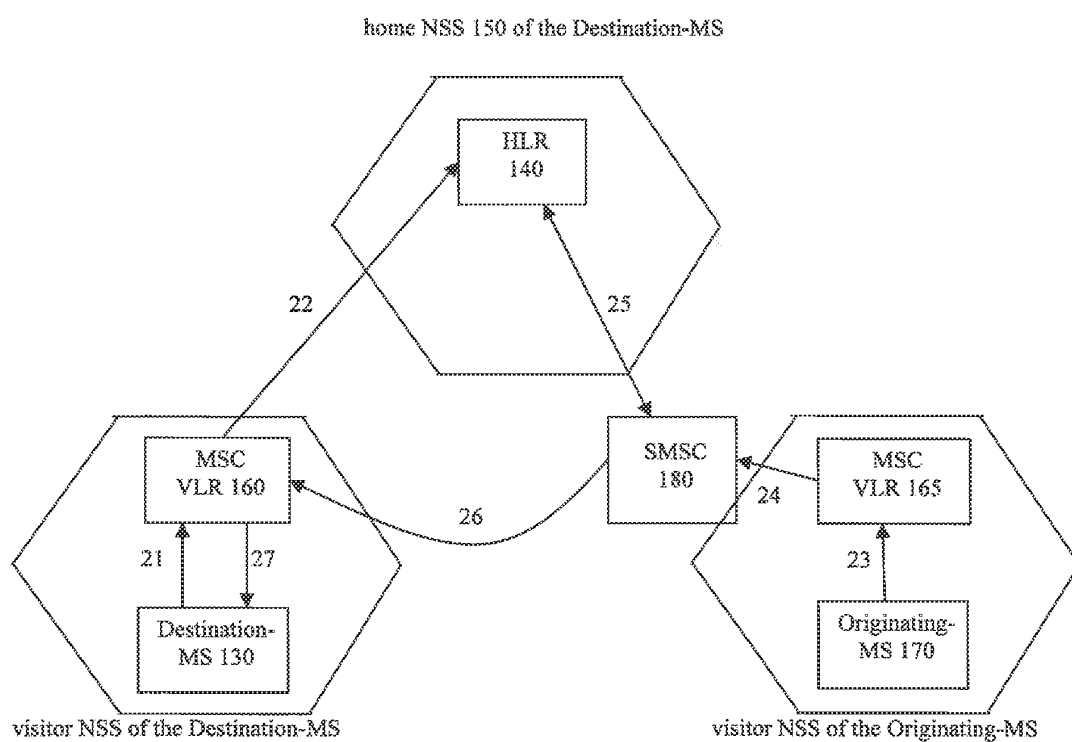 home NSS 150 of the Destination-MS
HLR
140
22
25
MSC
VLR 160
SMSC
180
MSC
VLR 165
24
26
21
27
23
Destination-
MS 130
Originating-
MS 170
visitor NSS of the Destination-MS
visitor NSS of the Originating-MS